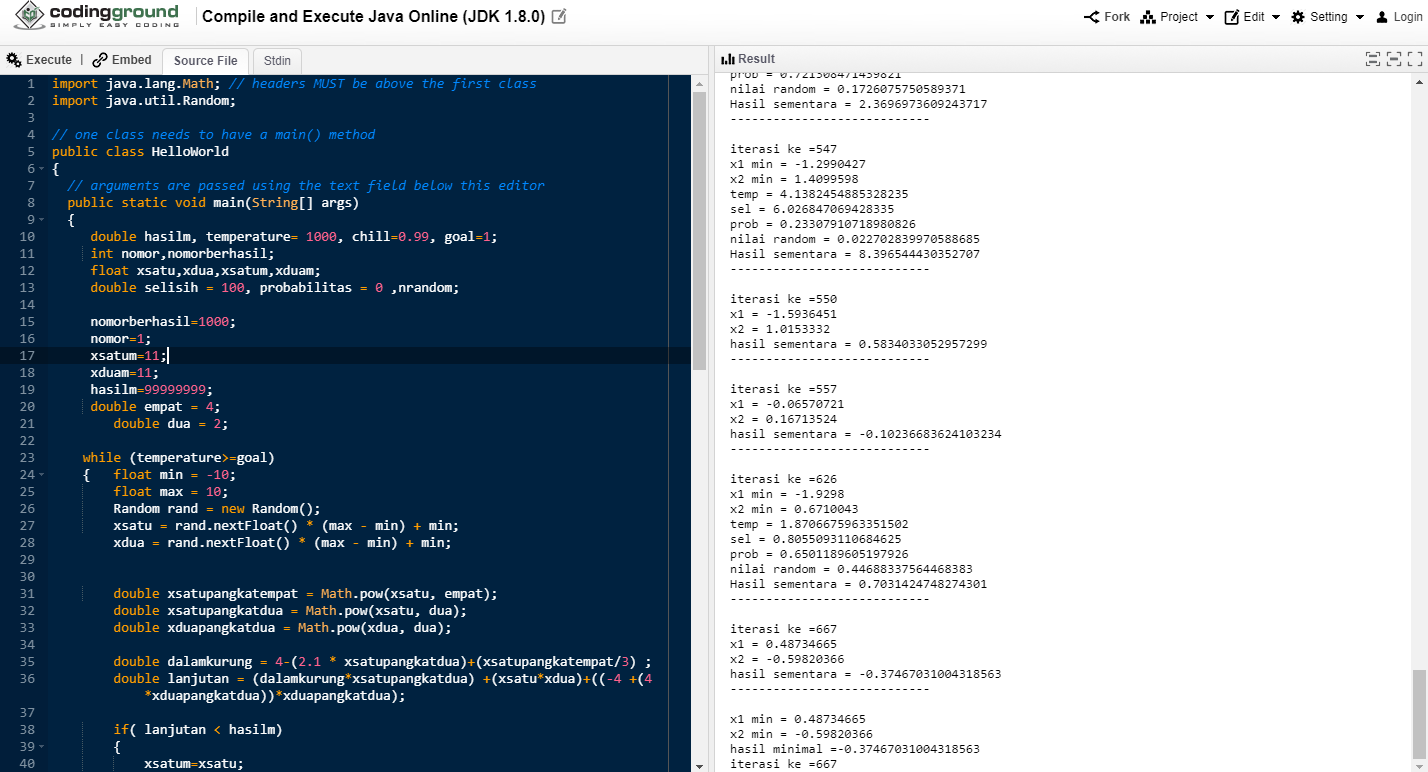 codingground
SIMPLY EASY CODING
Compile and Execute Java Online (JDK 1.8.0)
Fork Project Edit Setting Login
Execute | Embed Source File Stdin
1 import java.lang.Math; // headers MUST be above the first class
2 import java.util.Random;
3
4 // one class needs to have a main() method
5 public class HelloWorld
6 {
7 // arguments are passed using the text field below this editor
8 public static void main(String[] args)
9 {
10 double hasilm, temperature= 1000, chill=0.99, goal=1;
11 int nomor,nomorberhasil;
12 float xsatu,xdua,xsatum,xduam;
13 double selisih = 100, probabilitas = 0 ,nrandom;
14
15 nomorberhasil=1000;
16 nomor=1;
17 xsatum=11;
18 xduam=11;
19 hasilm=99999999;
20 double empat = 4;
21 double dua = 2;
22
23 while (temperature>=goal)
24 { float min = -10;
25 float max = 10;
26 Random rand = new Random();
27 xsatu = rand.nextFloat() * (max - min) + min;
28 xdua = rand.nextFloat() * (max - min) + min;
29
30
31 double xsatupangkatempat = Math.pow(xsatu, empat);
32 double xsatupangkatdua = Math.pow(xsatu, dua);
33 double xduapangkatdua = Math.pow(xdua, dua);
34
35 double dalamkurung = 4-(2.1 * xsatupangkatdua)+(xsatupangkatempat/3) ;
36 double lanjutan = (dalamkurung*xsatupangkatdua) +(xsatu*xdua)+((-4 +(4
*xduapangkatdua))*xduapangkatdua);
37
38 if( lanjutan < hasilm)
39 {
40 xsatum=xsatu;
Result
prob = 0.721308471439821
nilai random = 0.1726075750589371
Hasil sementara = 2.3696973609243717
----------------------------
iterasi ke =547
x1 min = -1.2990427
x2 min = 1.4099598
temp = 4.1382454885328235
sel = 6.026847069428335
prob = 0.23307910718980826
nilai random = 0.022702839970588685
Hasil sementara = 8.396544430352707
----------------------------
iterasi ke =550
x1 = -1.5936451
x2 = 1.0153332
hasil sementara = 0.5834033052957299
----------------------------
iterasi ke =557
x1 = -0.06570721
x2 = 0.16713524
hasil sementara = -0.10236683624103234
----------------------------
iterasi ke =626
x1 min = -1.9298
x2 min = 0.6710043
temp = 1.8706675963351502
sel = 0.8055093110684625
prob = 0.6501189605197926
nilai random = 0.44688337564468383
Hasil sementara = 0.7031424748274301
----------------------------
iterasi ke =667
x1 = 0.48734665
x2 = -0.59820366
hasil sementara = -0.37467031004318563
----------------------------
x1 min = 0.48734665
x2 min = -0.59820366
hasil minimal =-0.37467031004318563
iterasi ke =667